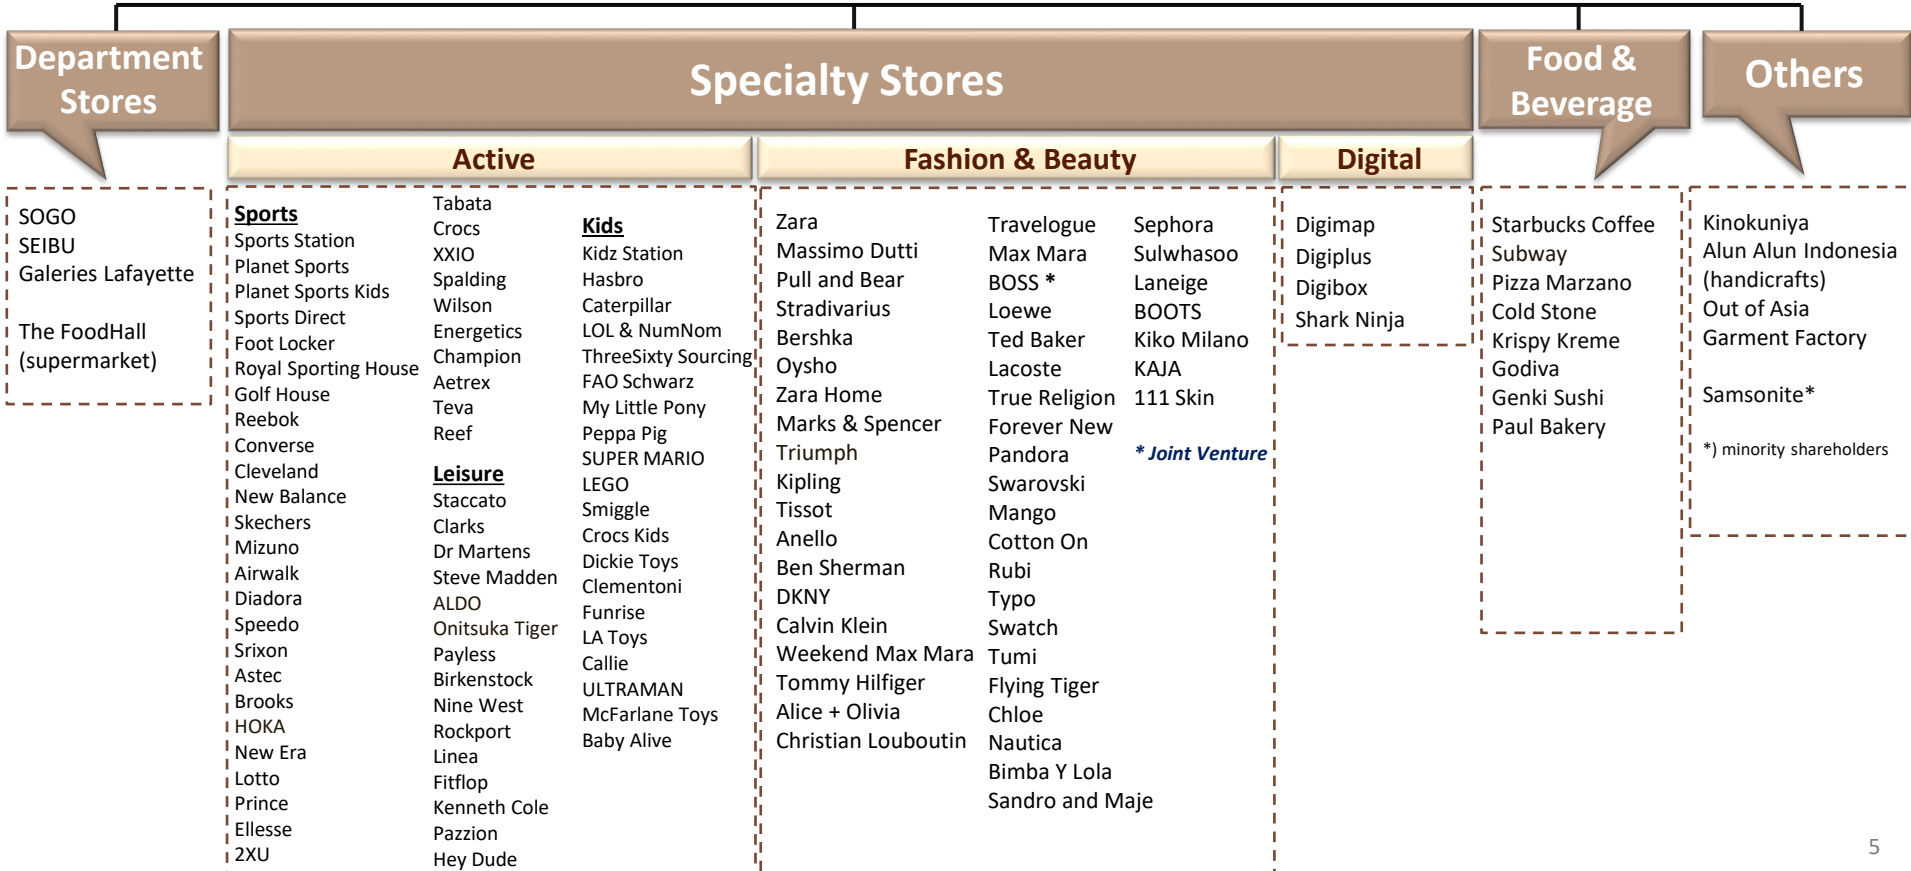 Department
Stores
Specialty Stores
Food &
Beverage
Others
Active
Fashion & Beauty
Digital
SOGO
SEIBU
Galeries Lafayette
The FoodHall
(supermarket)
Sports
Sports Station
Planet Sports
Planet Sports Kids
Sports Direct
Foot Locker
Royal Sporting House
Golf House
Reebok
Converse
Cleveland
New Balance
Skechers
Mizuno
Airwalk
Diadora
Speedo
Srixon
Astec
Brooks
HOKA
New Era
Lotto
Prince
Ellesse
2XU
Tabata
Crocs
XXIO
Spalding
Wilson
Energetics
Champion
Aetrex
Teva
Reef
Leisure
Staccato
Clarks
Dr Martens
Steve Madden
ALDO
Onitsuka Tiger
Payless
Birkenstock
Nine West
Rockport
Linea
Fitflop
Kenneth Cole
Pazzion
Hey Dude
Kids
Kidz Station
Hasbro
Caterpillar
LOL & NumNom
ThreeSixty Sourcing
FAO Schwarz
My Little Pony
Peppa Pig
SUPER MARIO
LEGO
Smiggle
Crocs Kids
Dickie Toys
Clementoni
Funrise
LA Toys
Callie
ULTRAMAN
McFarlane Toys
Baby Alive
Zara
Massimo Dutti
Pull and Bear
Stradivarius
Bershka
Oysho
Zara Home
Marks & Spencer
Triumph
Kipling
Tissot
Anello
Ben Sherman
DKNY
Calvin Klein
Weekend Max Mara
Tommy Hilfiger
Alice + Olivia
Christian Louboutin
Travelogue
Max Mara
BOSS *
Loewe
Ted Baker
Lacoste
True Religion
Forever New
Pandora
Swarovski
Mango
Cotton On
Rubi
Typo
Swatch
Tumi
Flying Tiger
Chloe
Nautica
Bimba Y Lola
Sandro and Maje
Sephora
Sulwhasoo
Laneige
BOOTS
Kiko Milano
KAJA
111 Skin
* Joint Venture
Digimap
Digiplus
Digibox
Shark Ninja
Starbucks Coffee
Subway
Pizza Marzano
Cold Stone
Krispy Kreme
Godiva
Genki Sushi
Paul Bakery
Kinokuniya
Alun Alun Indonesia
(handicrafts)
Out of Asia
Garment Factory
Samsonite*
*) minority shareholders
5